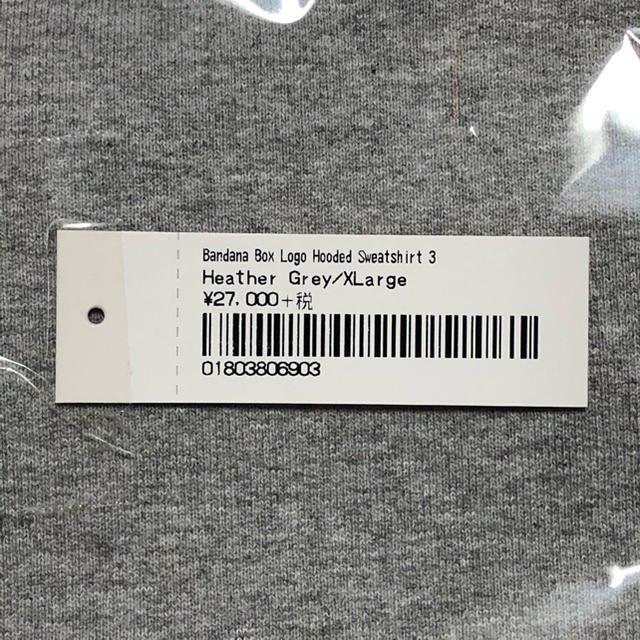 Bandana Box Logo Hooded Sweatshirt 3
Heather Grey/XLarge
¥27.000+税
01803806903